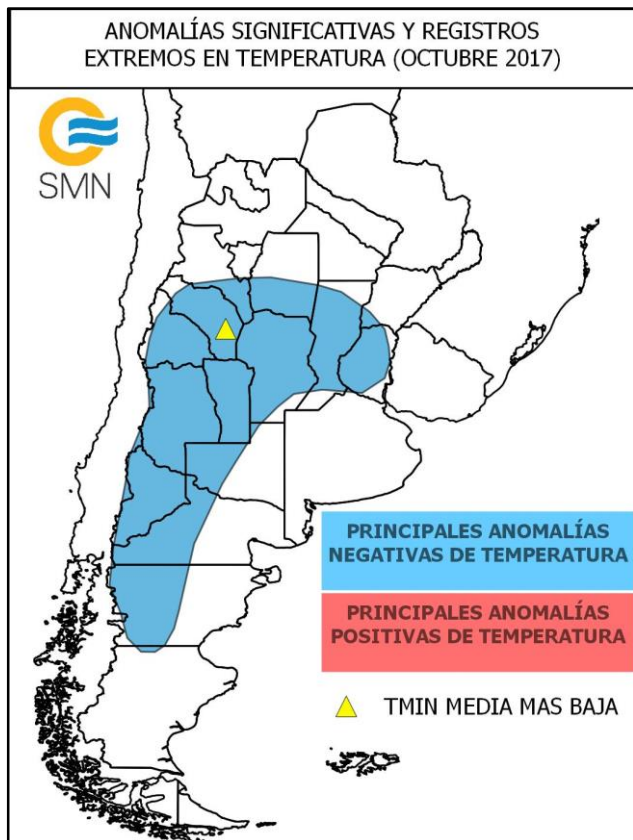 ANOMALÍAS SIGNIFICATIVAS Y REGISTROS
EXTREMOS EN TEMPERATURA (OCTUBRE 2017)
SMN
PRINCIPALES ANOMALÍAS
NEGATIVAS DE TEMPERATURA
PRINCIPALES ANOMALÍAS
POSITIVAS DE TEMPERATURA
TMIN MEDIA MAS BAJA